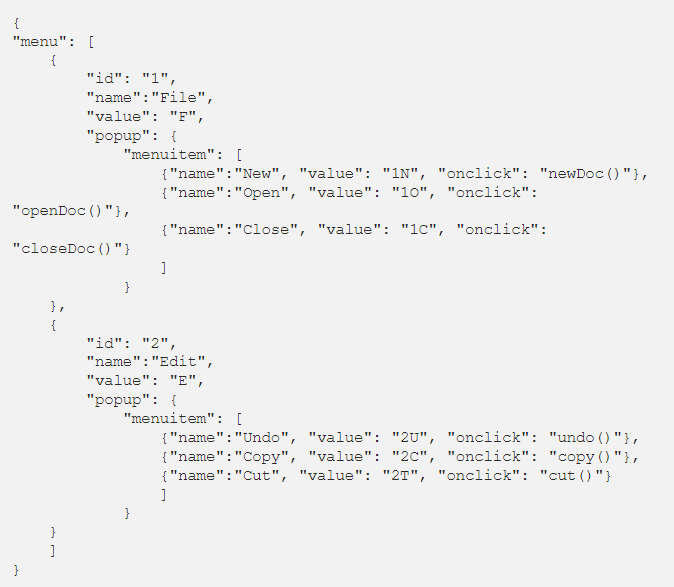 {
"menu": [
    {
        "id": "1",
        "name":"File",
        "value": "F",
        "popup": {
            "menuitem": [
                {"name":"New", "value": "1N", "onclick": "newDoc()"},
                {"name":"Open", "value": "1O", "onclick":
"openDoc()"},
                {"name":"Close", "value": "1C", "onclick":
"closeDoc()"}
                ]
            }
    },
    {
        "id": "2",
        "name":"Edit",
        "value": "E",
        "popup": {
            "menuitem": [
                {"name":"Undo", "value": "2U", "onclick": "undo()"},
                {"name":"Copy", "value": "2C", "onclick": "copy()"},
                {"name":"Cut", "value": "2T", "onclick": "cut()"}
                ]
            }
    }
    ]
}